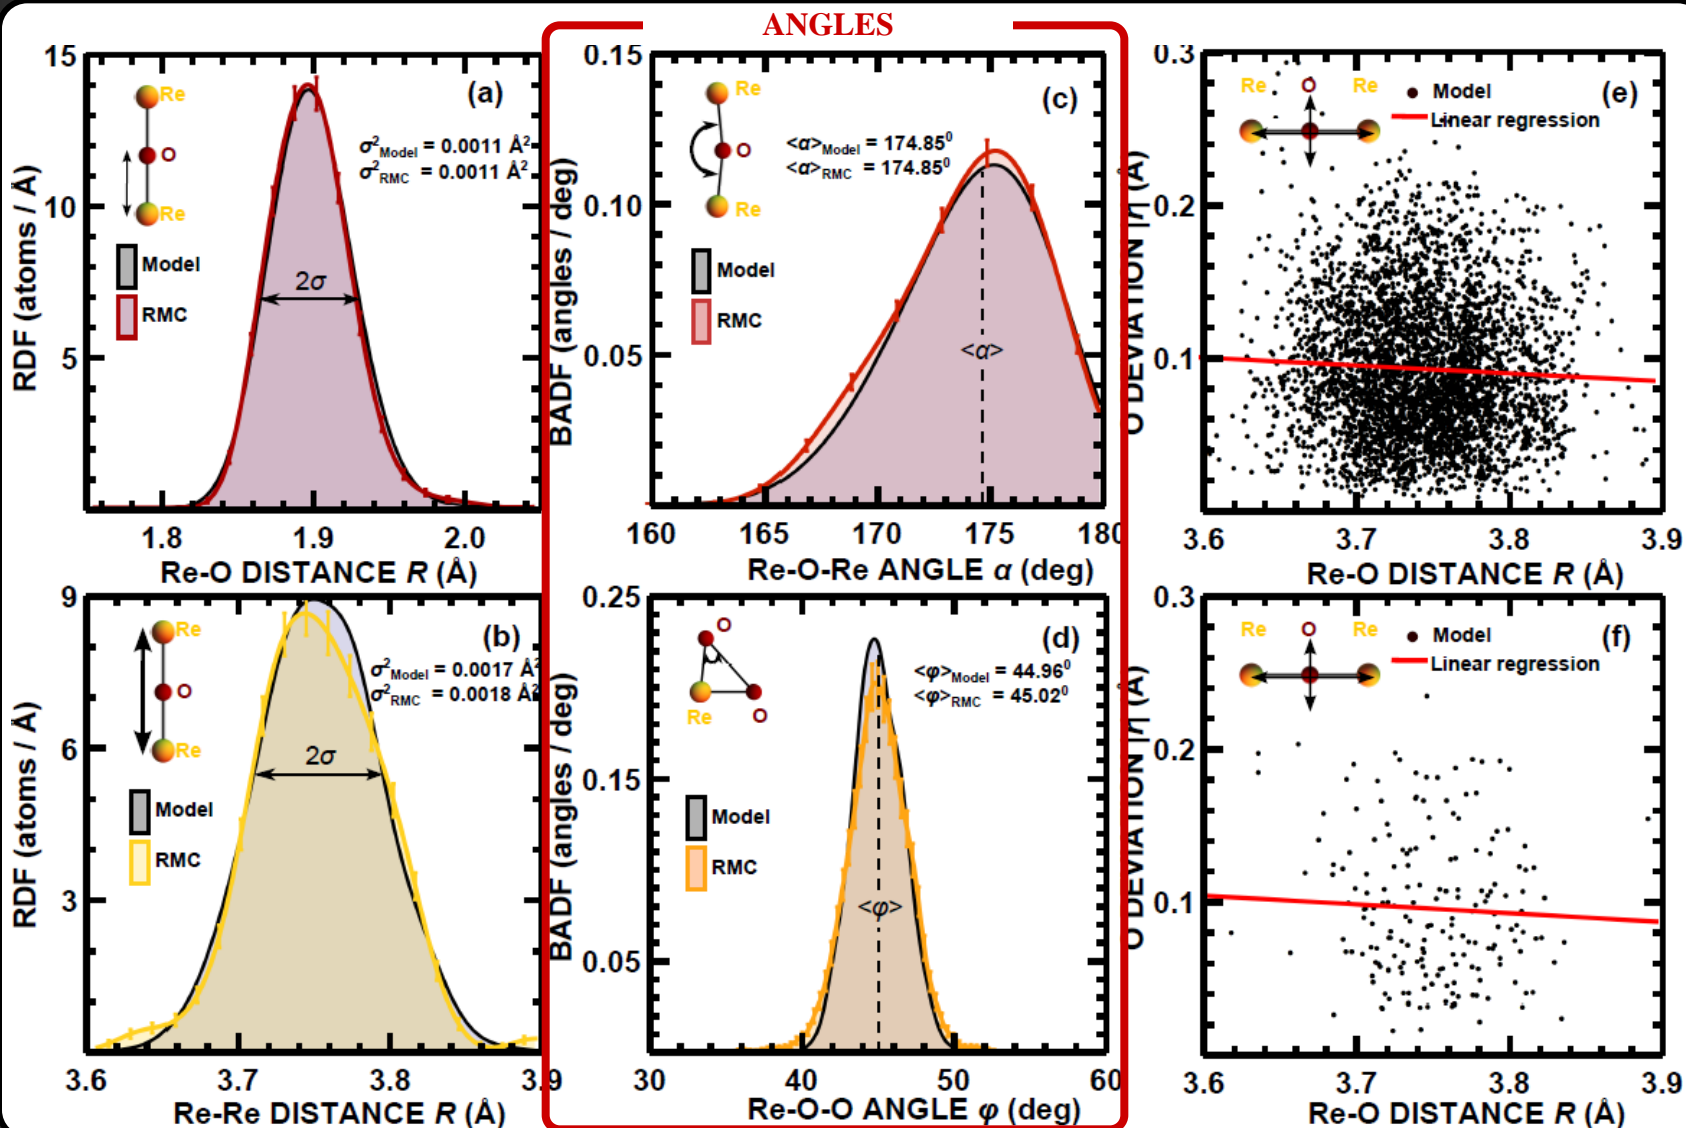 ANGLES
15
10
5
RDF (atoms / Å)
(a)
Re
O
Re
σ²Model = 0.0011 Å²
σ²RMC = 0.0011 Å²
Model
RMC
2σ
1.8 1.9 2.0
Re-O DISTANCE R (Å)
9
6
3
RDF (atoms / Å)
(b)
Re
O
Re
σ²Model = 0.0017 Å²
σ²RMC = 0.0018 Å²
2σ
Model
RMC
3.6 3.7 3.8 3.9
Re-Re DISTANCE R (Å)
0.15
0.10
0.05
BADF (angles / deg)
(c)
Re
O
Re
<α>Model = 174.85⁰
<α>RMC = 174.85⁰
Model
RMC
<α>
160 165 170 175 180
Re-O-Re ANGLE α (deg)
0.25
0.15
0.05
BADF (angles / deg)
(d)
O
Re
O
<φ>Model = 44.96⁰
<φ>RMC = 45.02⁰
Model
RMC
<φ>
30 40 50 60
Re-O-O ANGLE φ (deg)
0.3
0.2
0.1
O DEVIATION |r| (Å)
(e)
Re O Re
Model
Linear regression
3.6 3.7 3.8 3.9
Re-O DISTANCE R (Å)
0.3
0.2
0.1
(f)
Re O Re
Model
Linear regression
O DEVIATION |r| (Å)
3.6 3.7 3.8 3.9
Re-O DISTANCE R (Å)